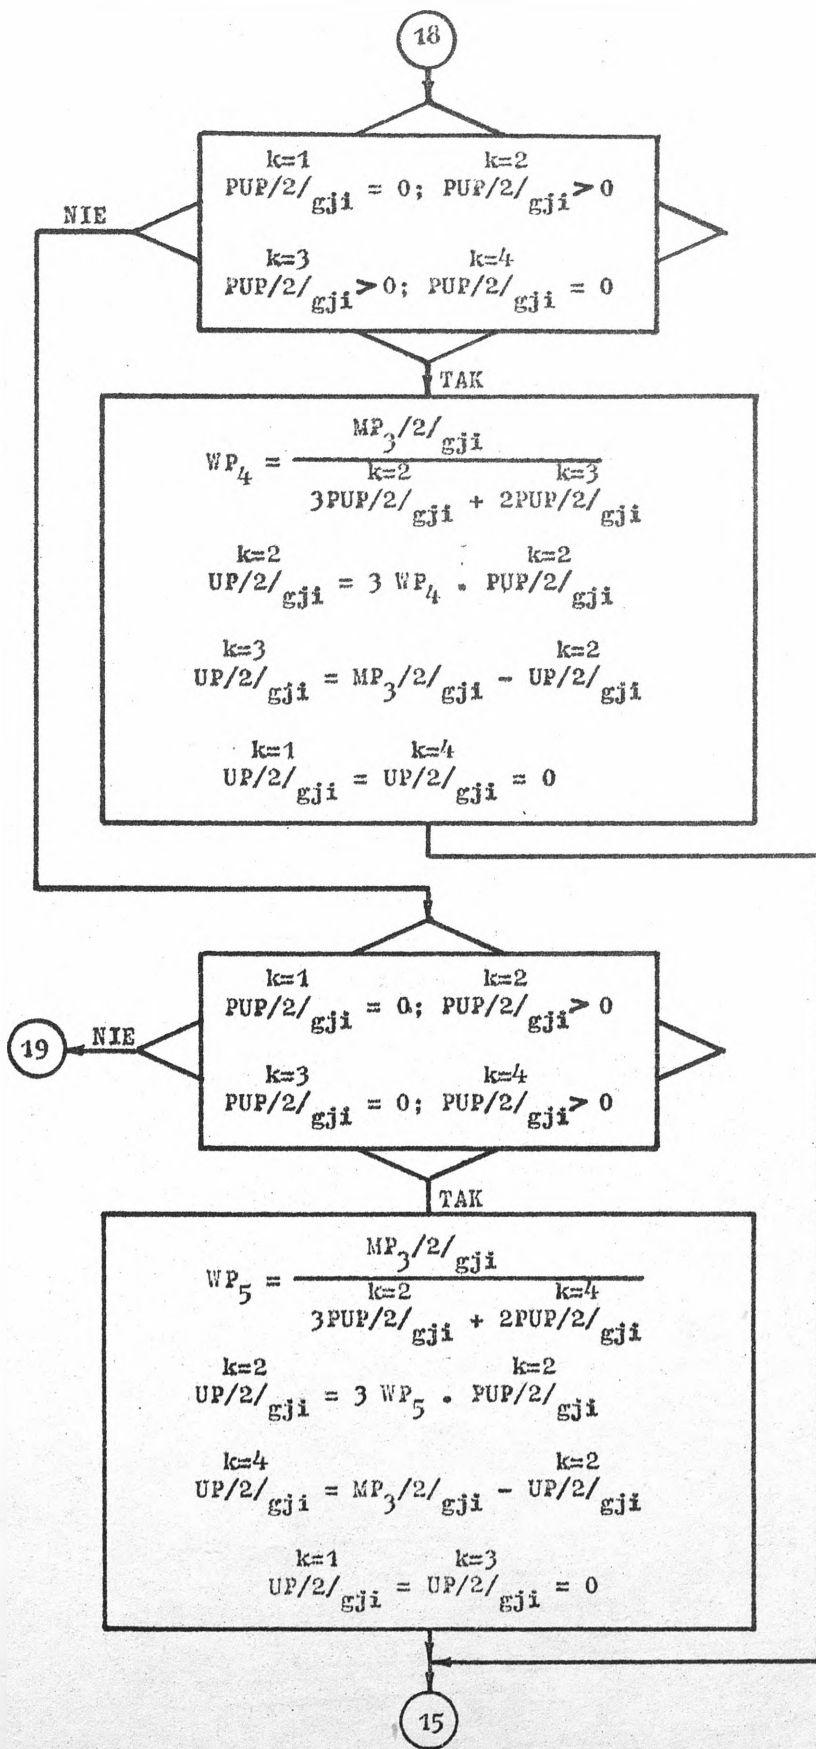 18
k=1 k=2
PUP/2/gji = 0; PUP/2/gji > 0
NIE
k=3 k=4
PUP/2/gji > 0; PUP/2/gji = 0
TAK
MP3/2/gji
WP4 =
k=2 k=3
3PUP/2/gji + 2PUP/2/gji
k=2 k=2
UP/2/gji = 3 WP4 . PUP/2/gji
k=3 k=2
UP/2/gji = MP3/2/gji - UP/2/gji
k=1 k=4
UP/2/gji = UP/2/gji = 0
k=1 k=2
PUP/2/gji = 0; PUP/2/gji > 0
19 NIE
k=3 k=4
PUP/2/gji = 0; PUP/2/gji > 0
TAK
MP3/2/gji
WP5 =
k=2 k=4
3PUP/2/gji + 2PUP/2/gji
k=2 k=2
UP/2/gji = 3 WP5 . PUP/2/gji
k=4 k=2
UP/2/gji = MP3/2/gji - UP/2/gji
k=1 k=3
UP/2/gji = UP/2/gji = 0
15